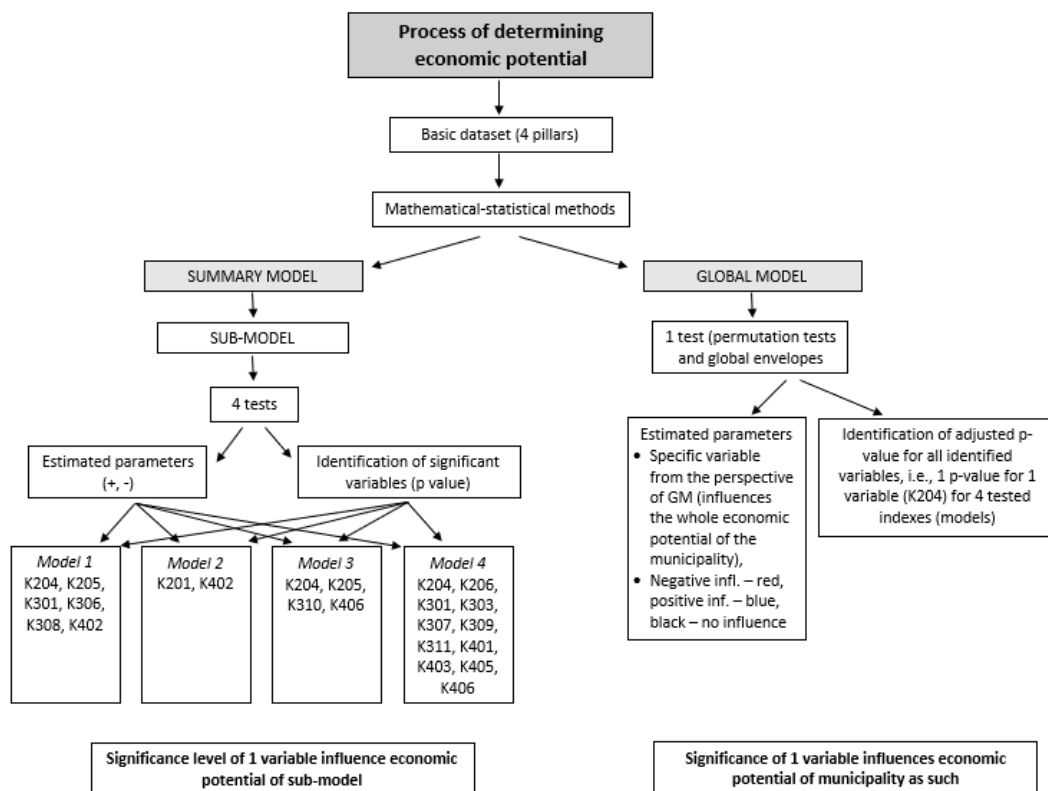 Process of determining
economic potential
Basic dataset (4 pillars)
Mathematical-statistical methods
SUMMARY MODEL
GLOBAL MODEL
SUB-MODEL
1 test (permutation tests
and global envelopes
4 tests
Estimated parameters
(+, -)
Identification of significant
variables (p value)
Estimated parameters
• Specific variable
from the perspective
of GM (influences
the whole economic
potential of the
municipality),
• Negative infl. – red,
positive inf. – blue,
black – no influence
Identification of adjusted p-
value for all identified
variables, i.e., 1 p-value for 1
variable (K204) for 4 tested
indexes (models)
Model 1
K204, K205,
K301, K306,
K308, K402
Model 2
K201, K402
Model 3
K204, K205,
K310, K406
Model 4
K204, K206,
K301, K303,
K307, K309,
K311, K401,
K403, K405,
K406
Significance level of 1 variable influence economic
potential of sub-model
Significance of 1 variable influences economic
potential of municipality as such